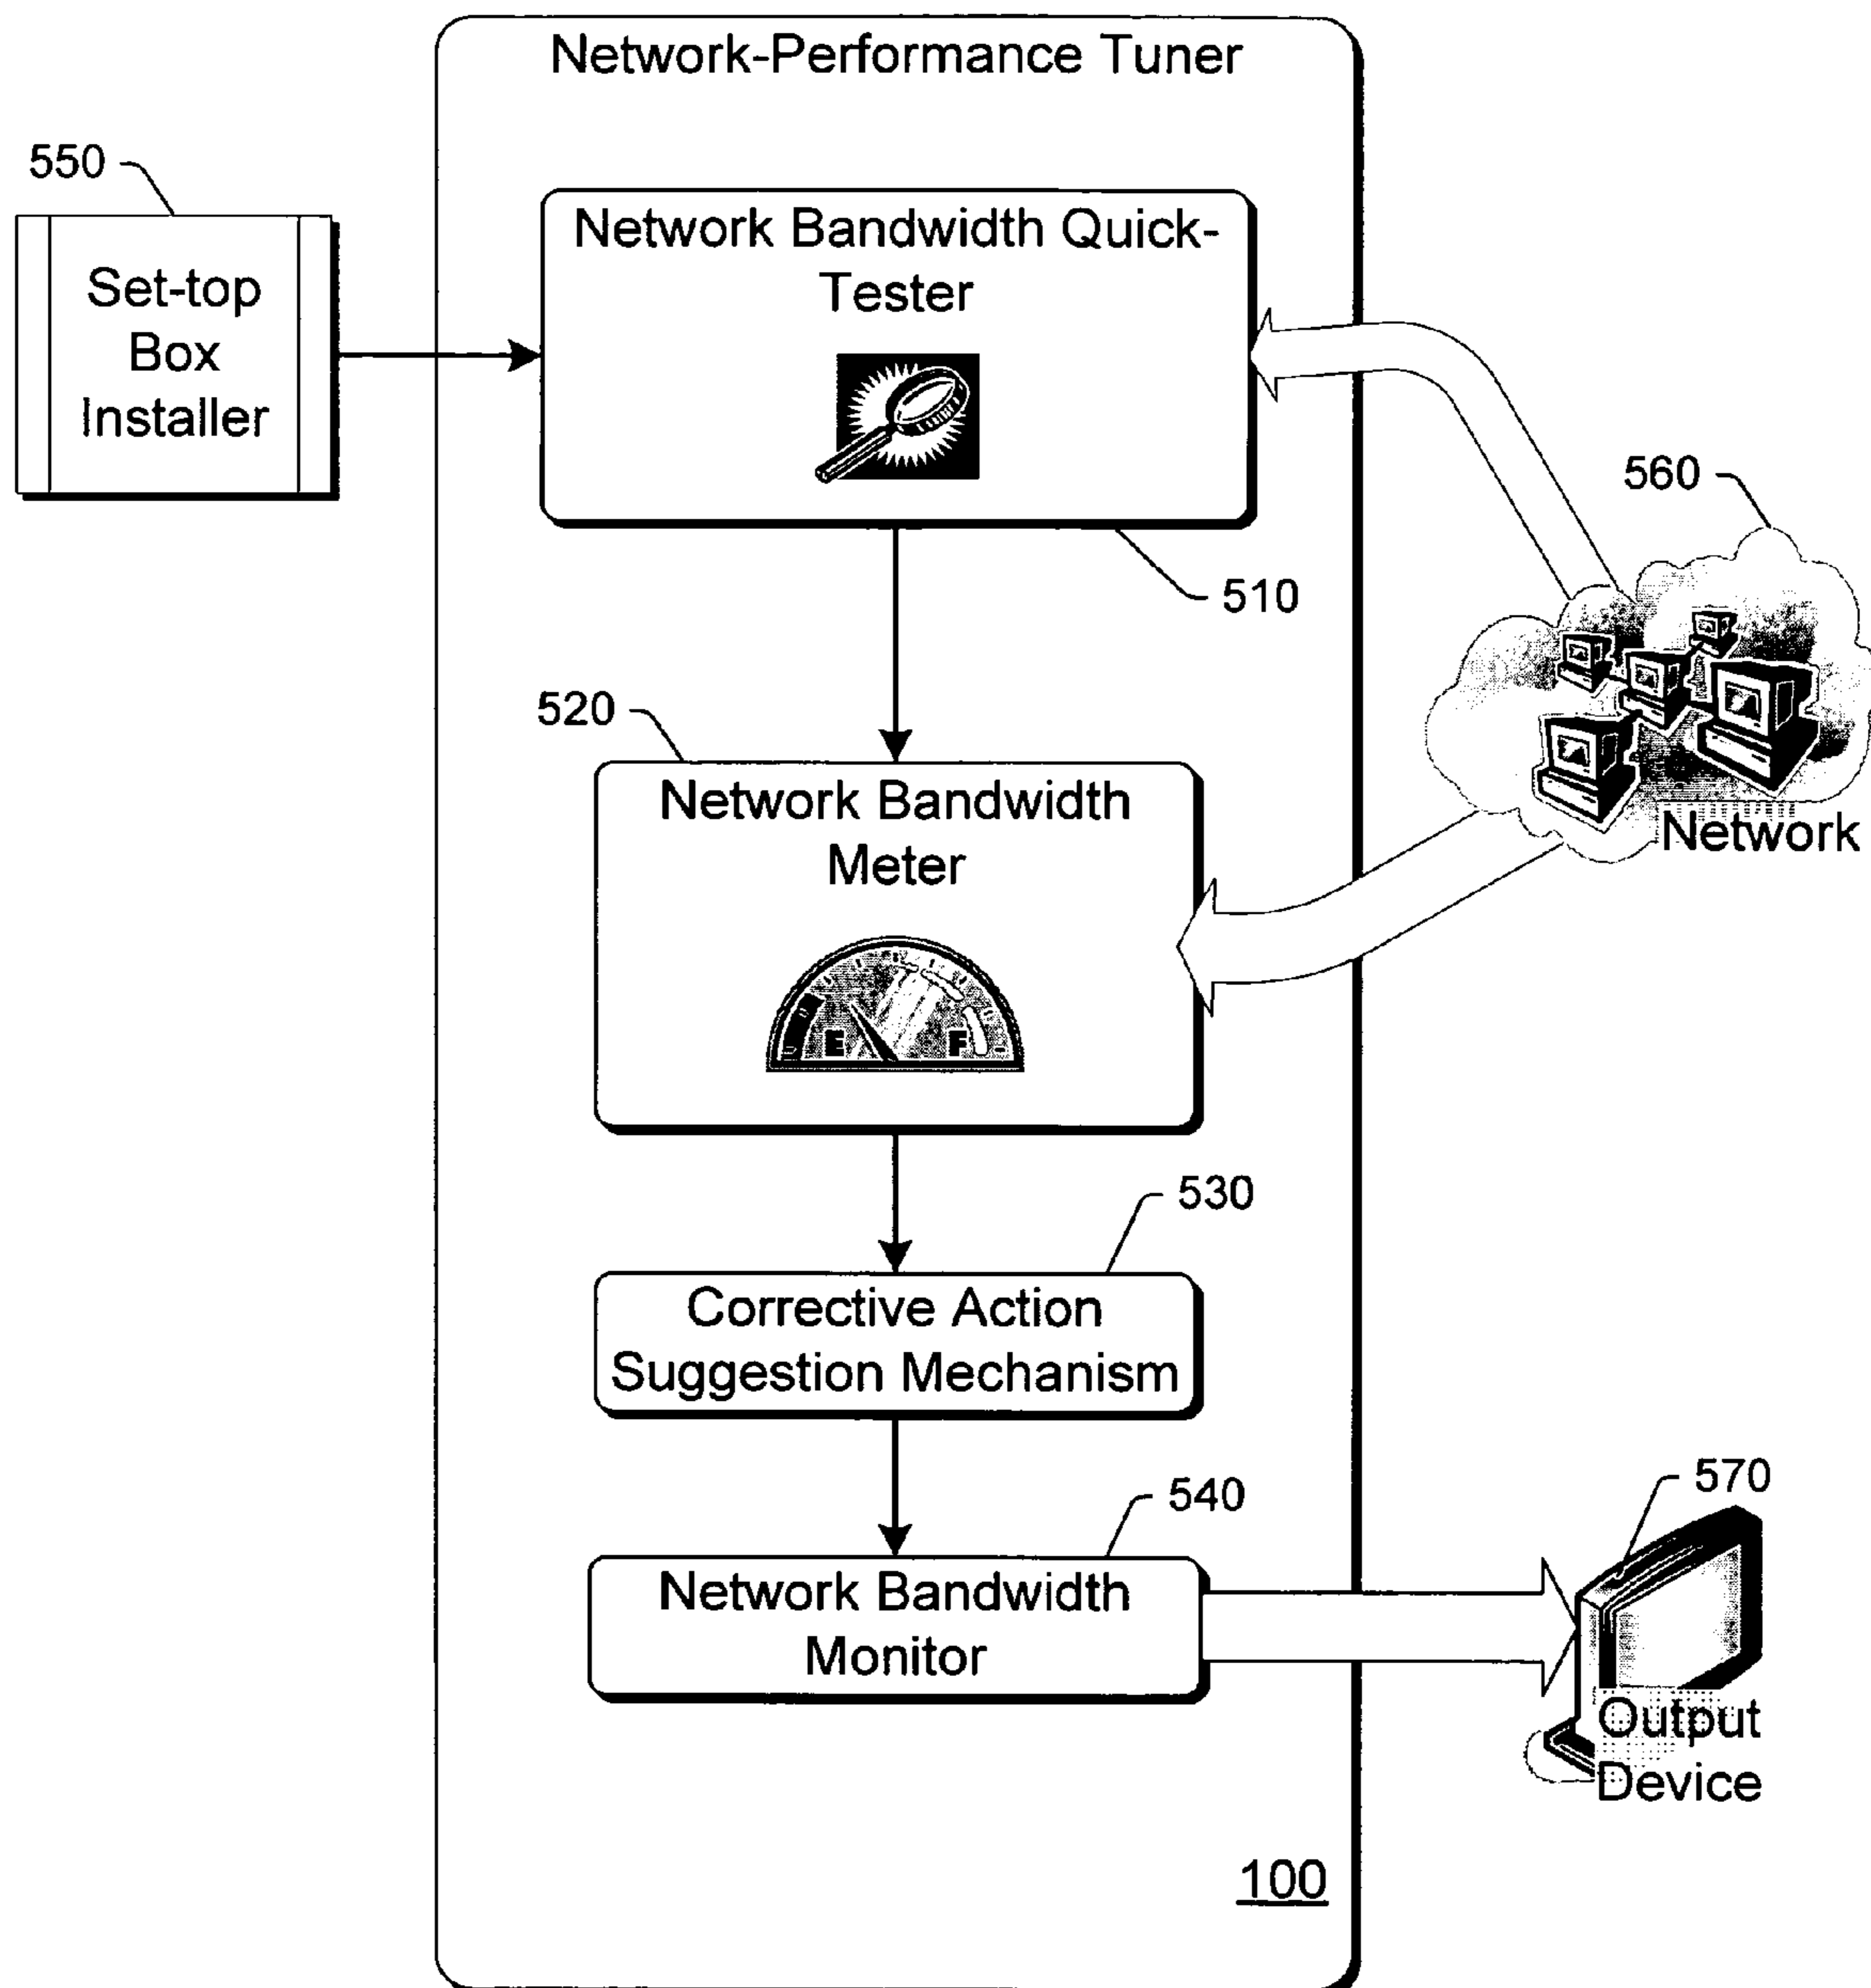 Network-Performance Tuner
550
Set-top
Box
Installer
Network Bandwidth Quick-
Tester
510
560
Network
520
Network Bandwidth
Meter
E
F
530
Corrective Action
Suggestion Mechanism
540
Network Bandwidth
Monitor
570
Output
Device
100